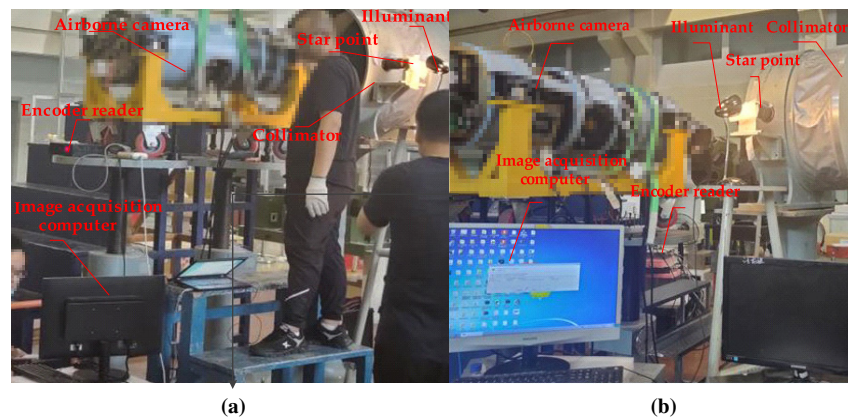 Airborne camera
Illuminant
Star point
Encoder reader
Collimator
Image acquisition
computer
(a)
Airborne camera
Illuminant
Collimator
Star point
Image acquisition
computer
Encoder reader
(b)